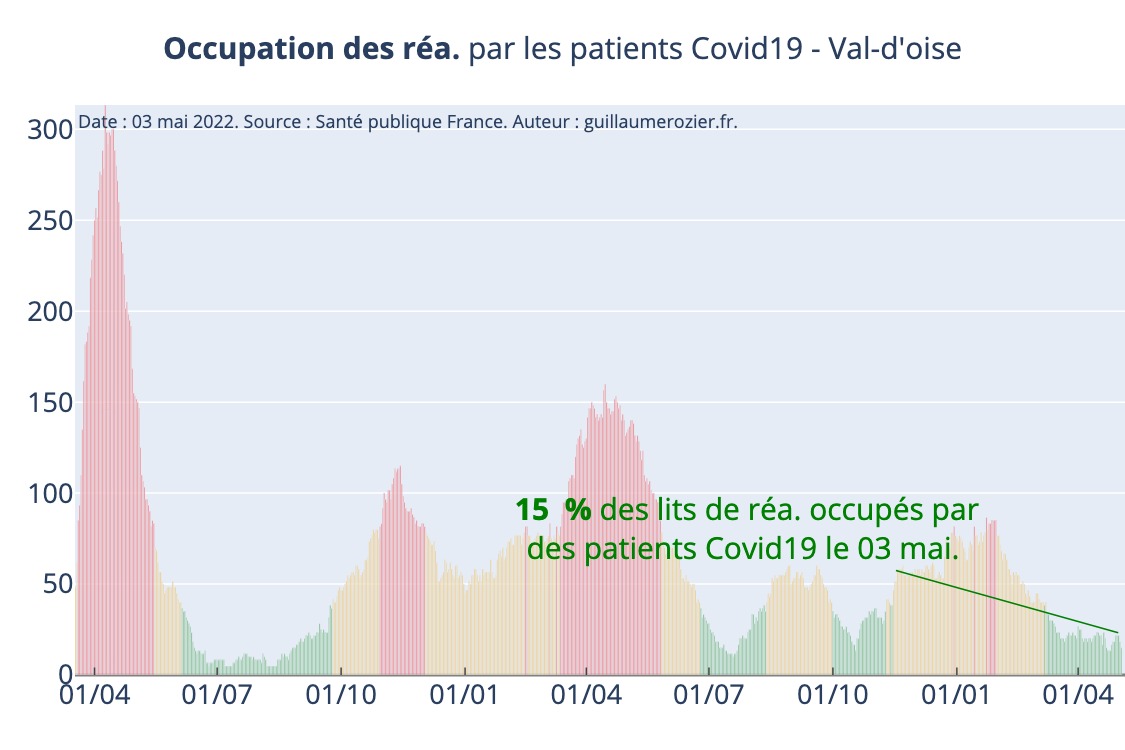 Occupation des réa. par les patients Covid19 - Val-d'oise
Date : 03 mai 2022. Source : Santé publique France. Auteur : guillaumerozier.fr.
300
250
200
150
100
50
0
15 % des lits de réa. occupés par
des patients Covid19 le 03 mai.
01/04 01/07 01/10 01/01 01/04 01/07 01/10 01/01 01/04